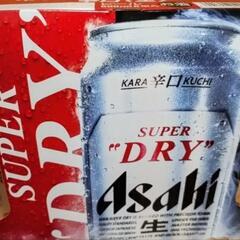 SUPER
"DRY"
KARA 辛口 KUCHI
SUPER
"DRY"
Asahi
生